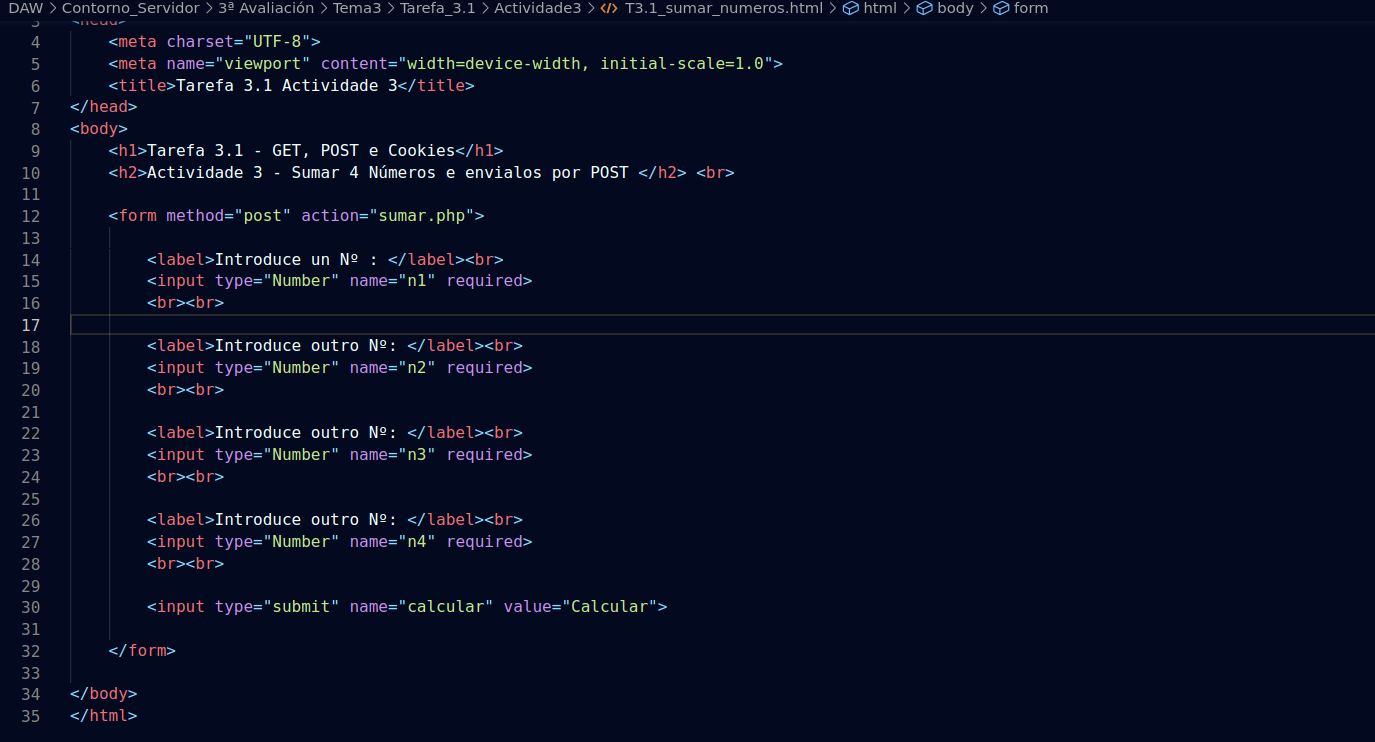 DAW > Contorno_Servidor > 3ª Avaliación > Tema3 > Tarefa_3.1 > Actividade3 > </> T3.1_sumar_numeros.html > html > body > form
3 <head>
4 <meta charset="UTF-8">
5 <meta name="viewport" content="width=device-width, initial-scale=1.0">
6 <title>Tarefa 3.1 Actividade 3</title>
7 </head>
8 <body>
9 <h1>Tarefa 3.1 - GET, POST e Cookies</h1>
10 <h2>Actividade 3 - Sumar 4 Números e envialos por POST </h2> <br>
11
12 <form method="post" action="sumar.php">
13
14 <label>Introduce un Nº : </label><br>
15 <input type="Number" name="n1" required>
16 <br><br>
17
18 <label>Introduce outro Nº: </label><br>
19 <input type="Number" name="n2" required>
20 <br><br>
21
22 <label>Introduce outro Nº: </label><br>
23 <input type="Number" name="n3" required>
24 <br><br>
25
26 <label>Introduce outro Nº: </label><br>
27 <input type="Number" name="n4" required>
28 <br><br>
29
30 <input type="submit" name="calcular" value="Calcular">
31
32 </form>
33
34 </body>
35 </html>